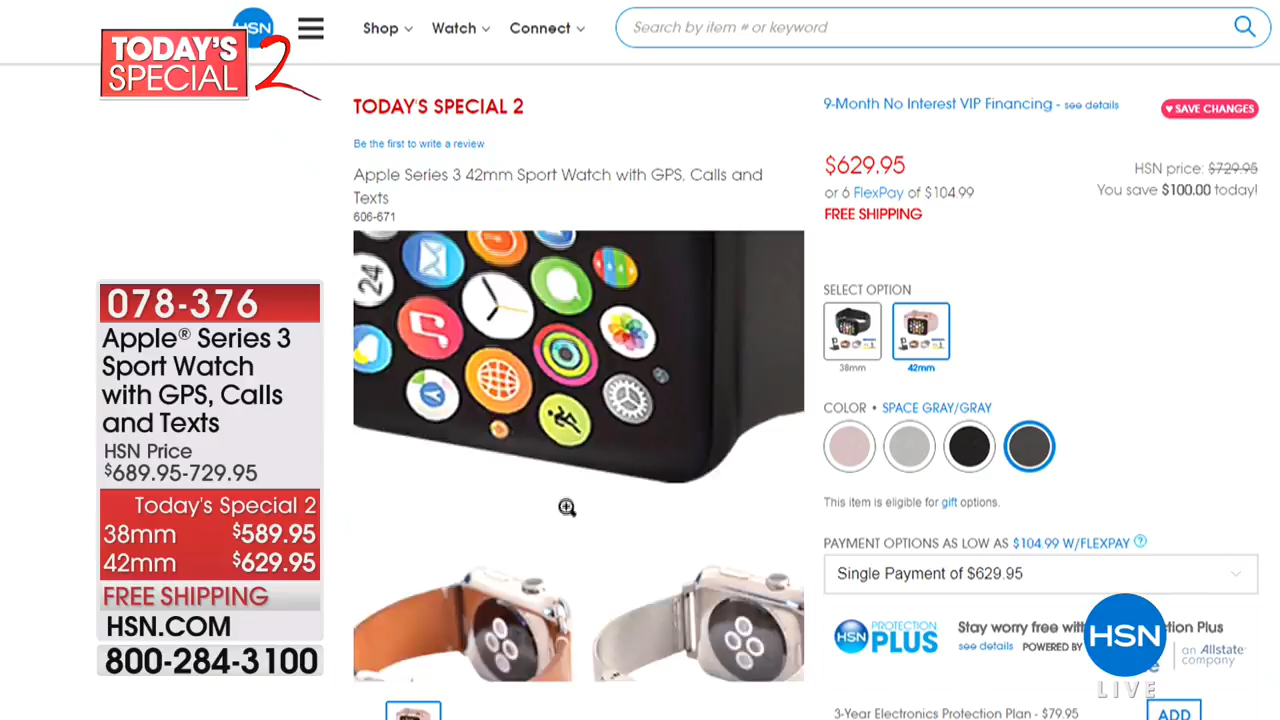 HSN
TODAY'S
SPECIAL 2
Shop
Watch
Connect
Search by item # or keyword
TODAY'S SPECIAL 2
Be the first to write a review
Apple Series 3 42mm Sport Watch with GPS, Calls and
Texts
606-671
24
9-Month No Interest VIP Financing - see details
♥ SAVE CHANGES
$629.95
HSN price: $729.95
or 6 FlexPay of $104.99
You save $100.00 today!
FREE SHIPPING
SELECT OPTION
38mm
42mm
COLOR • SPACE GRAY/GRAY
This item is eligible for gift options.
PAYMENT OPTIONS AS LOW AS $104.99 W/FLEXPAY ?
Single Payment of $629.95
HSN PROTECTION
PLUS
Stay worry free with
tion Plus
see details
POWERED BY
an Allstate
company
3-Year Electronics Protection Plan - $79.95
ADD
078-376
Apple® Series 3
Sport Watch
with GPS, Calls
and Texts
HSN Price
$689.95-729.95
Today's Special 2
38mm $589.95
42mm $629.95
FREE SHIPPING
HSN.COM
800-284-3100
HSN
LIVE